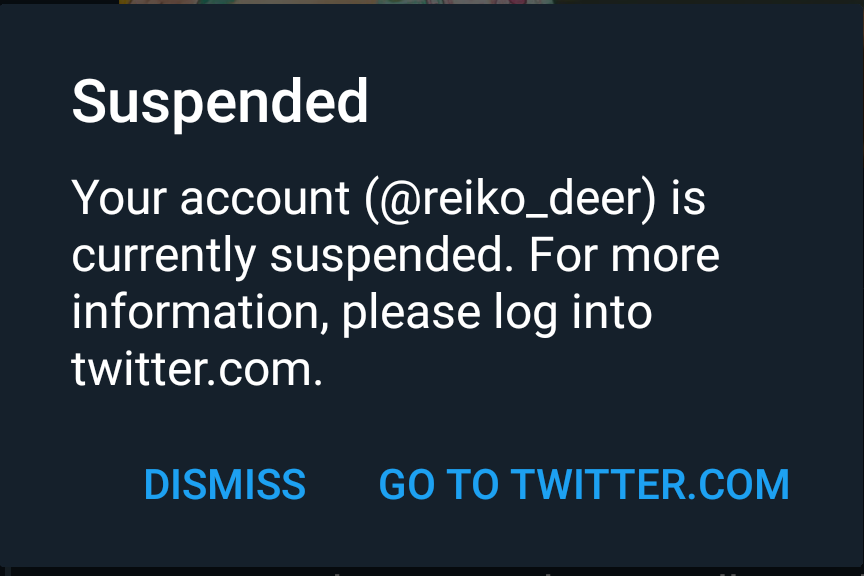 Suspended
Your account (@reiko_deer) is
currently suspended. For more
information, please log into
twitter.com.
DISMISS GO TO TWITTER.COM